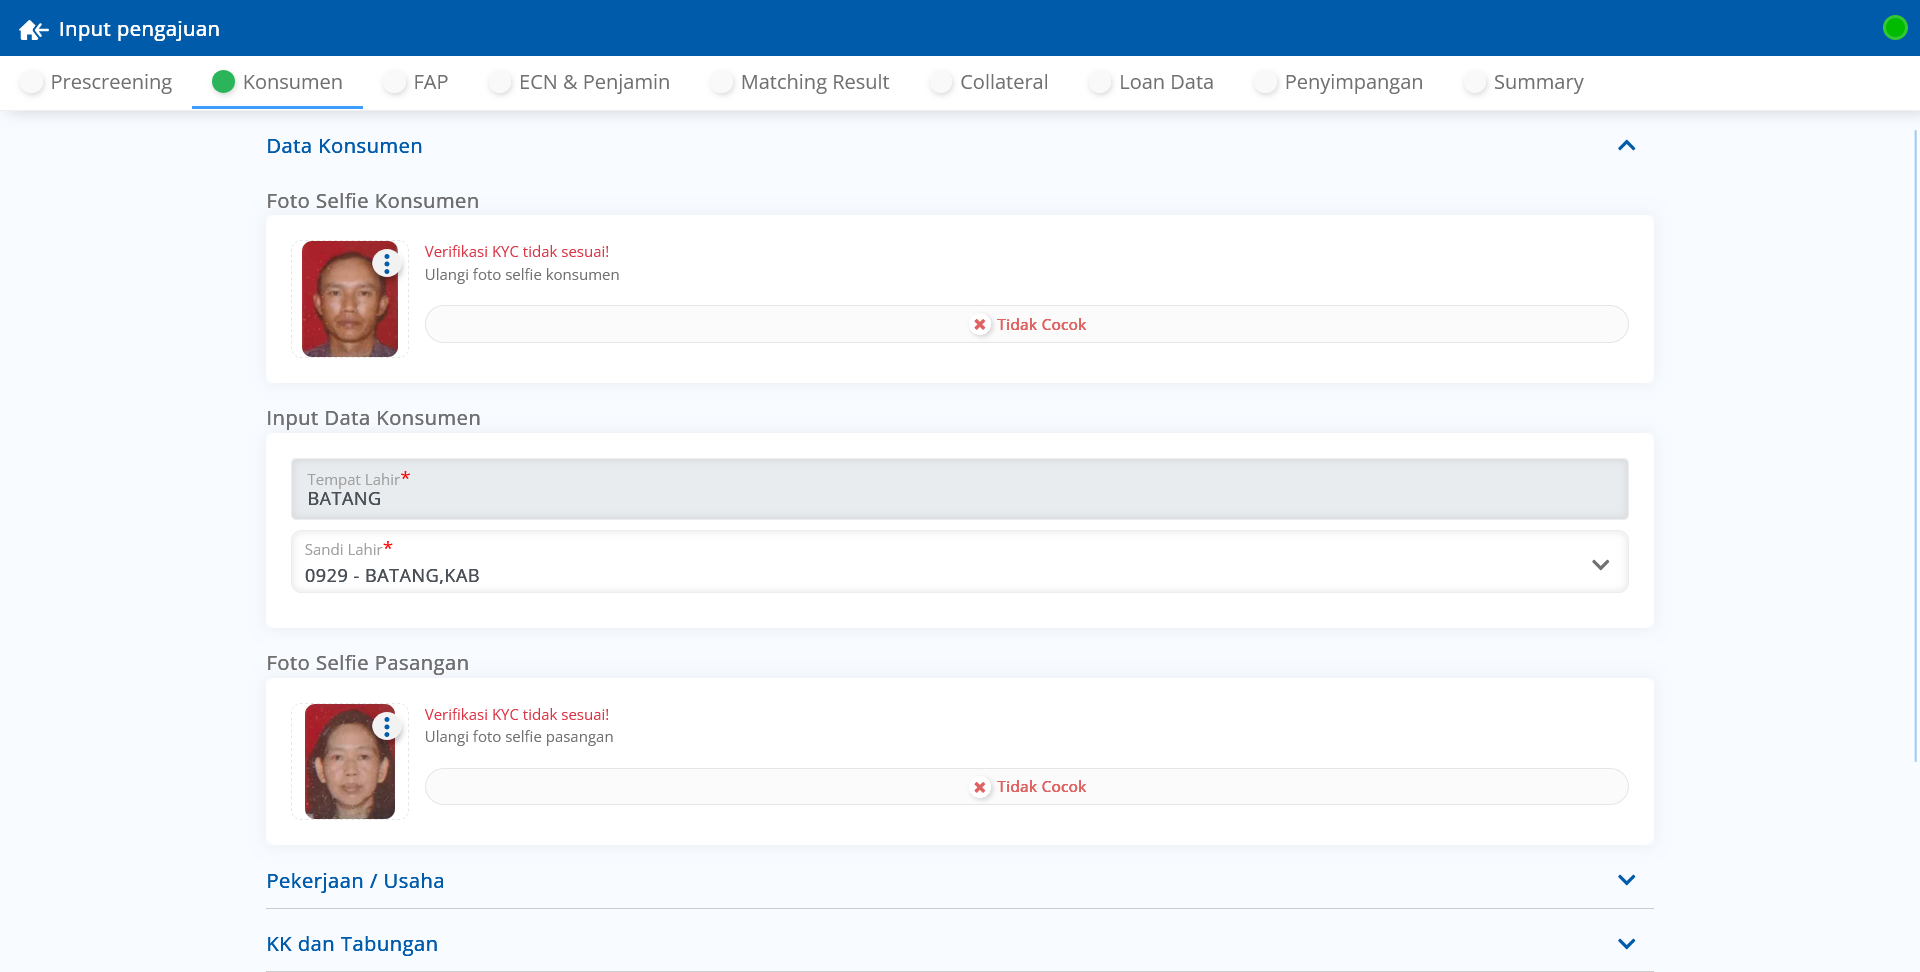 Input pengajuan
Prescreening Konsumen FAP ECN & Penjamin Matching Result Collateral Loan Data Penyimpangan Summary
Data Konsumen
Foto Selfie Konsumen
Verifikasi KYC tidak sesuai!
Ulangi foto selfie konsumen
Tidak Cocok
Input Data Konsumen
Tempat Lahir*
BATANG
Sandi Lahir*
0929 - BATANG,KAB
Foto Selfie Pasangan
Verifikasi KYC tidak sesuai!
Ulangi foto selfie pasangan
Tidak Cocok
Pekerjaan / Usaha
KK dan Tabungan